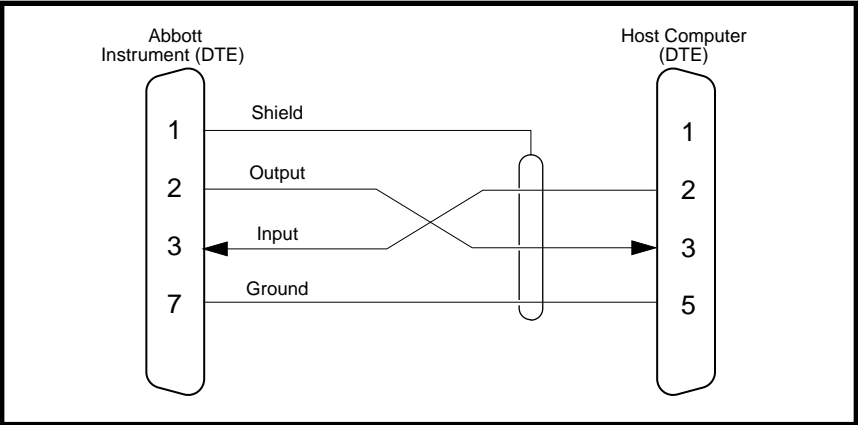 Abbott
Instrument (DTE)
Host Computer
(DTE)
1
Shield
1
2
Output
2
3
Input
3
7
Ground
5